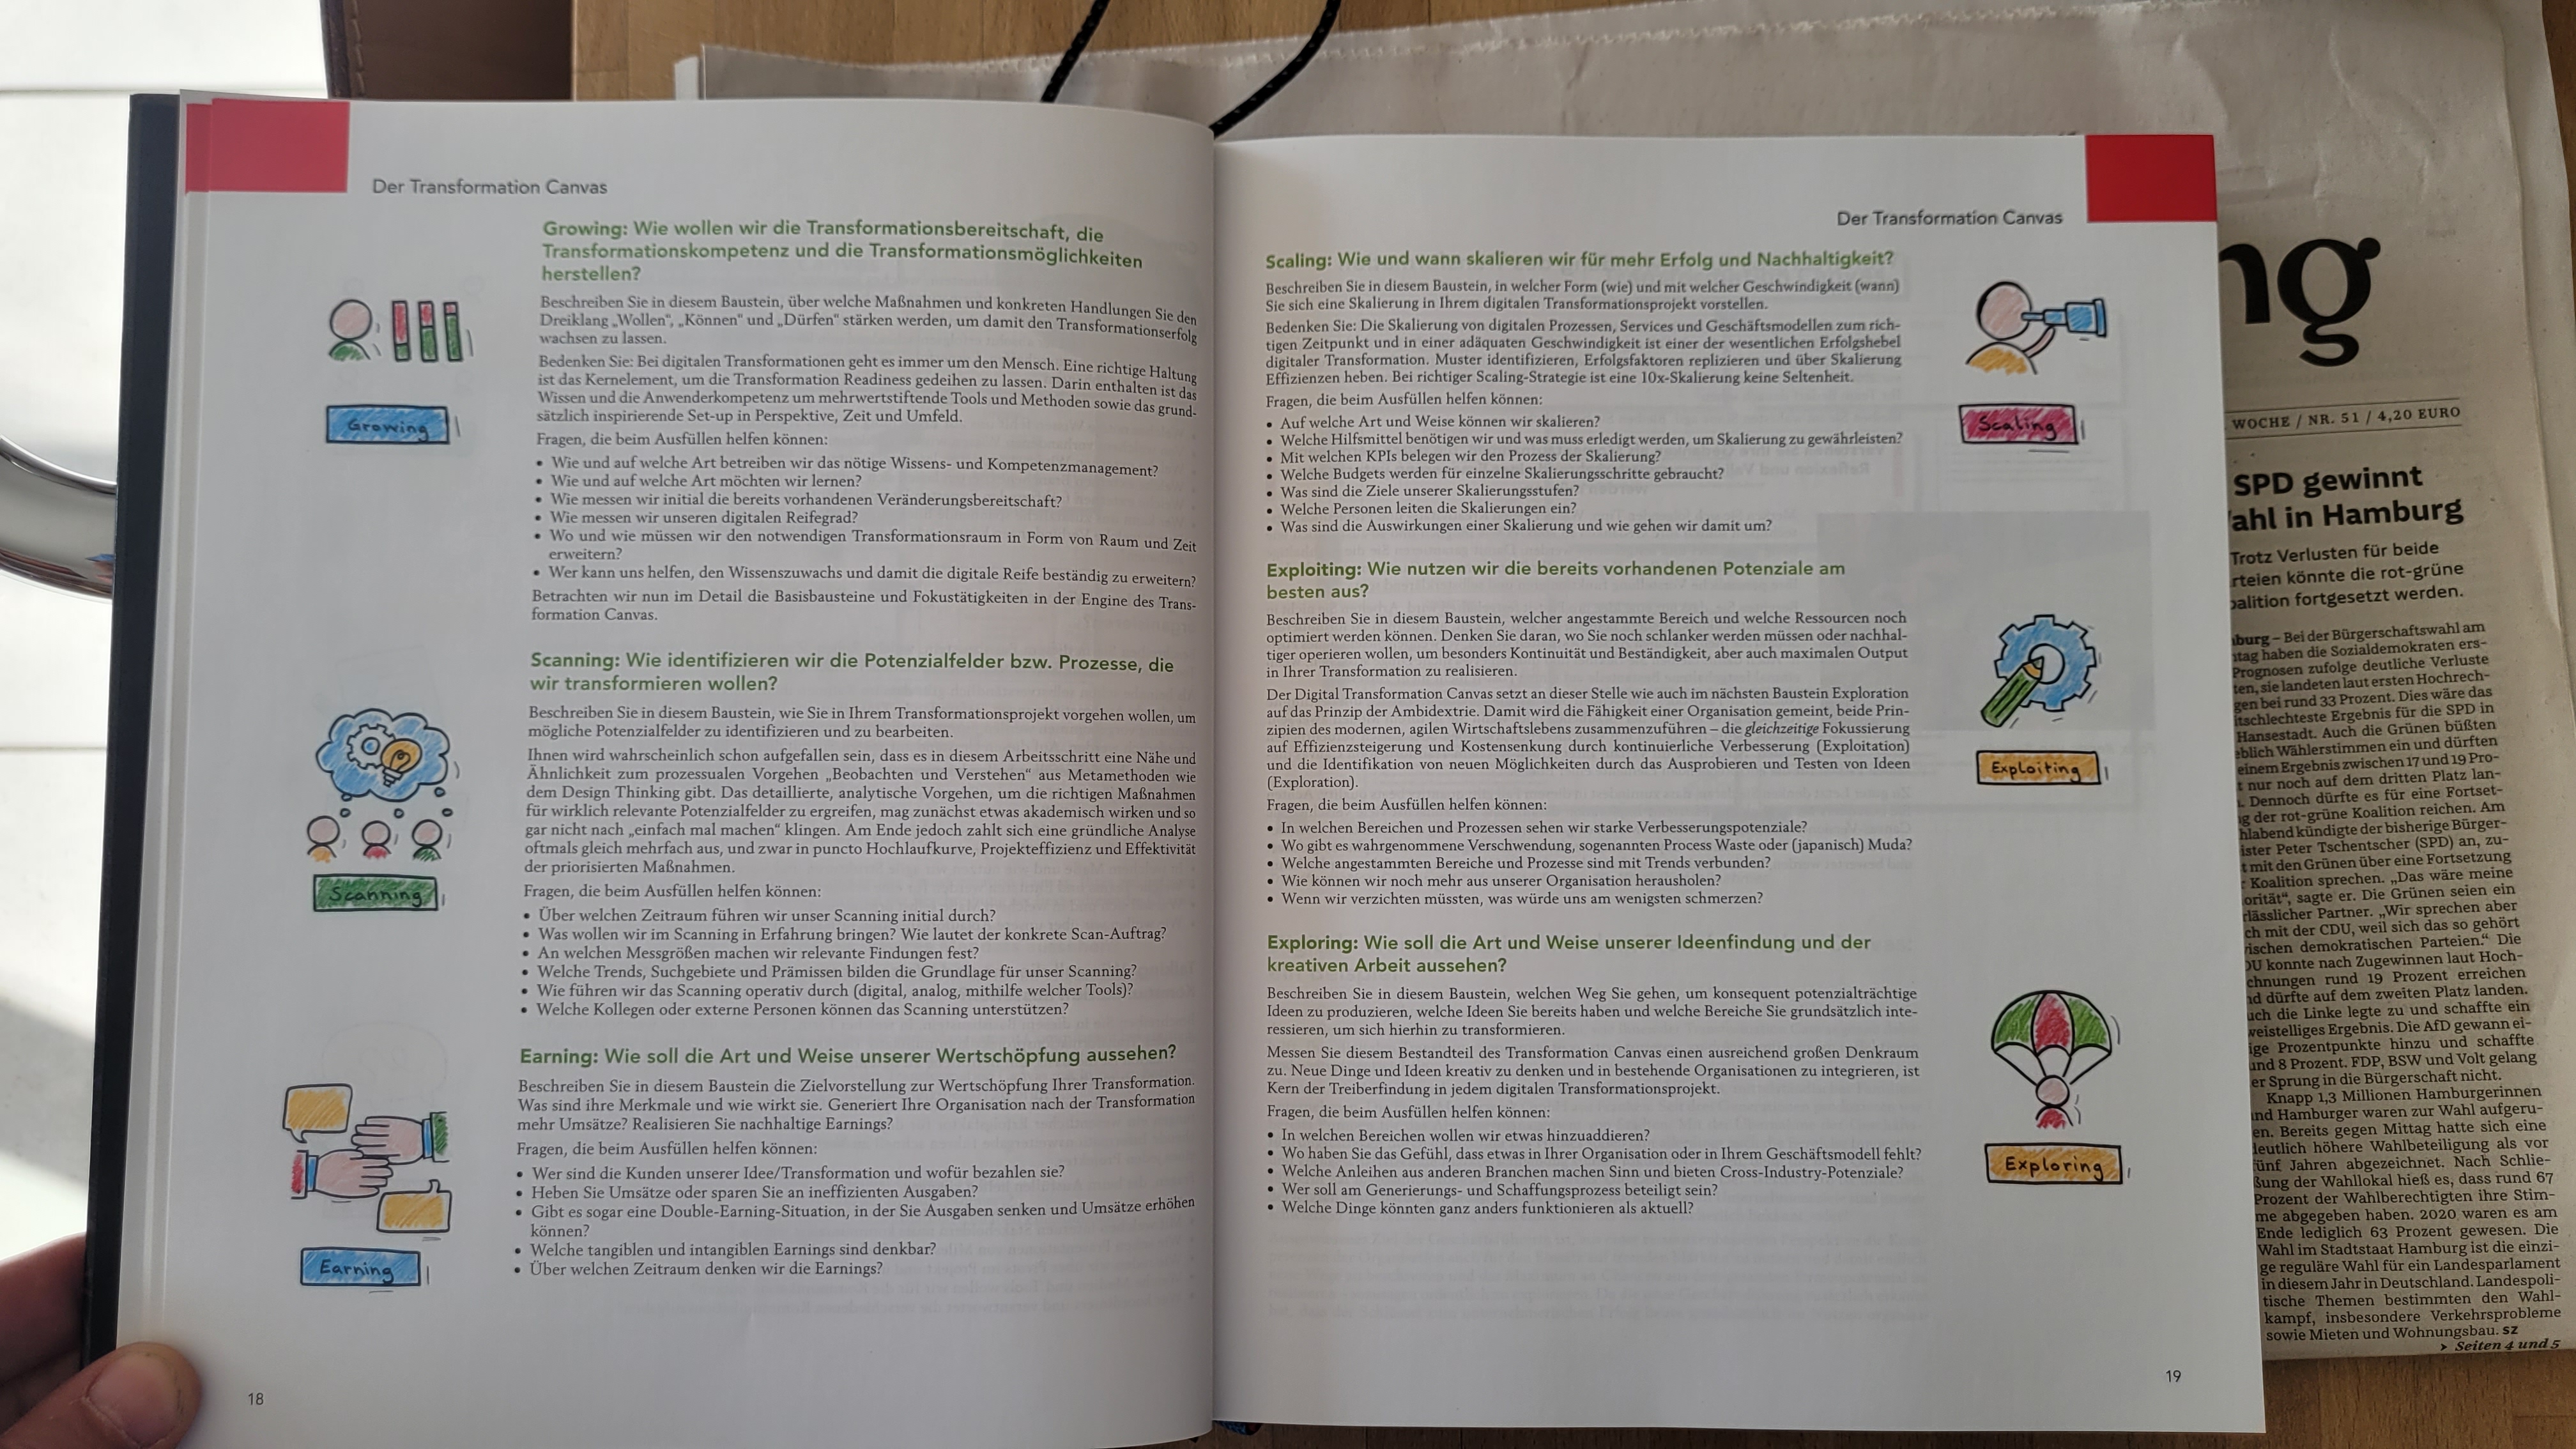 Der Transformation Canvas
Growing: Wie wollen wir die Transformationsbereitschaft, die
Transformationskompetenz und die Transformationsmöglichkeiten
herstellen?
Beschreiben Sie in diesem Baustein, über welche Maßnahmen und konkreten Handlungen Sie den
Dreiklang „Wollen“, „Können“ und „Dürfen“ stärken werden, um damit den Transformationserfolg
wachsen zu lassen.
Bedenken Sie: Bei digitalen Transformationen geht es immer um den Mensch. Eine richtige Haltung
ist das Kernelement, um die Transformation Readiness gedeihen zu lassen. Darin enthalten ist das
Wissen und die Anwenderkompetenz um mehrwertstiftende Tools und Methoden sowie das grund-
sätzlich inspirierende Set-up in Perspektive, Zeit und Umfeld.
Growing
Fragen, die beim Ausfüllen helfen können:
• Wie und auf welche Art betreiben wir das nötige Wissens- und Kompetenzmanagement?
• Wie und auf welche Art möchten wir lernen?
• Wie messen wir initial die bereits vorhandenen Veränderungsbereitschaft?
• Wie messen wir unseren digitalen Reifegrad?
• Wo und wie müssen wir den notwendigen Transformationsraum in Form von Raum und Zeit
erweitern?
• Wer kann uns helfen, den Wissenszuwachs und damit die digitale Reife beständig zu erweitern?
Betrachten wir nun im Detail die Basisbausteine und Fokustätigkeiten in der Engine des Trans-
formation Canvas.
Scanning: Wie identifizieren wir die Potenzialfelder bzw. Prozesse, die
wir transformieren wollen?
Beschreiben Sie in diesem Baustein, wie Sie in Ihrem Transformationsprojekt vorgehen wollen, um
mögliche Potenzialfelder zu identifizieren und zu bearbeiten.
Ihnen wird wahrscheinlich schon aufgefallen sein, dass es in diesem Arbeitsschritt eine Nähe und
Ähnlichkeit zum prozessualen Vorgehen „Beobachten und Verstehen“ aus Metamethoden wie
dem Design Thinking gibt. Das detaillierte, analytische Vorgehen, um die richtigen Maßnahmen
für wirklich relevante Potenzialfelder zu ergreifen, mag zunächst etwas akademisch wirken und so
gar nicht nach „einfach mal machen“ klingen. Am Ende jedoch zahlt sich eine gründliche Analyse
oftmals gleich mehrfach aus, und zwar in puncto Hochlaufkurve, Projekteffizienz und Effektivität
der priorisierten Maßnahmen.
Scanning
Fragen, die beim Ausfüllen helfen können:
• Über welchen Zeitraum führen wir unser Scanning initial durch?
• Was wollen wir im Scanning in Erfahrung bringen? Wie lautet der konkrete Scan-Auftrag?
• An welchen Messgrößen machen wir relevante Findungen fest?
• Welche Trends, Suchgebiete und Prämissen bilden die Grundlage für unser Scanning?
• Wie führen wir das Scanning operativ durch (digital, analog, mithilfe welcher Tools)?
• Welche Kollegen oder externe Personen können das Scanning unterstützen?
Earning: Wie soll die Art und Weise unserer Wertschöpfung aussehen?
Beschreiben Sie in diesem Baustein die Zielvorstellung zur Wertschöpfung Ihrer Transformation.
Was sind ihre Merkmale und wie wirkt sie. Generiert Ihre Organisation nach der Transformation
mehr Umsätze? Realisieren Sie nachhaltige Earnings?
Fragen, die beim Ausfüllen helfen können:
• Wer sind die Kunden unserer Idee/Transformation und wofür bezahlen sie?
• Heben Sie Umsätze oder sparen Sie an ineffizienten Ausgaben?
• Gibt es sogar eine Double-Earning-Situation, in der Sie Ausgaben senken und Umsätze erhöhen
können?
• Welche tangiblen und intangiblen Earnings sind denkbar?
• Über welchen Zeitraum denken wir die Earnings?
Earning
18
Der Transformation Canvas
Scaling: Wie und wann skalieren wir für mehr Erfolg und Nachhaltigkeit?
Beschreiben Sie in diesem Baustein, in welcher Form (wie) und mit welcher Geschwindigkeit (wann)
Sie sich eine Skalierung in Ihrem digitalen Transformationsprojekt vorstellen.
Bedenken Sie: Die Skalierung von digitalen Prozessen, Services und Geschäftsmodellen zum rich-
tigen Zeitpunkt und in einer adäquaten Geschwindigkeit ist einer der wesentlichen Erfolgshebel
digitaler Transformation. Muster identifizieren, Erfolgsfaktoren replizieren und über Skalierung
Effizienzen heben. Bei richtiger Scaling-Strategie ist eine 10x-Skalierung keine Seltenheit.
Fragen, die beim Ausfüllen helfen können:
• Auf welche Art und Weise können wir skalieren?
• Welche Hilfsmittel benötigen wir und was muss erledigt werden, um Skalierung zu gewährleisten?
• Mit welchen KPIs belegen wir den Prozess der Skalierung?
• Welche Budgets werden für einzelne Skalierungsschritte gebraucht?
• Was sind die Ziele unserer Skalierungsstufen?
• Welche Personen leiten die Skalierungen ein?
• Was sind die Auswirkungen einer Skalierung und wie gehen wir damit um?
Scaling
Exploiting: Wie nutzen wir die bereits vorhandenen Potenziale am
besten aus?
Beschreiben Sie in diesem Baustein, welcher angestammte Bereich und welche Ressourcen noch
optimiert werden können. Denken Sie daran, wo Sie noch schlanker werden müssen oder nachhal-
tiger operieren wollen, um besonders Kontinuität und Beständigkeit, aber auch maximalen Output
in Ihrer Transformation zu realisieren.
Der Digital Transformation Canvas setzt an dieser Stelle wie auch im nächsten Baustein Exploration
auf das Prinzip der Ambidextrie. Damit wird die Fähigkeit einer Organisation gemeint, beide Prin-
zipien des modernen, agilen Wirtschaftslebens zusammenzuführen – die gleichzeitige Fokussierung
auf Effizienzsteigerung und Kostensenkung durch kontinuierliche Verbesserung (Exploitation)
und die Identifikation von neuen Möglichkeiten durch das Ausprobieren und Testen von Ideen
(Exploration).
Exploiting
Fragen, die beim Ausfüllen helfen können:
• In welchen Bereichen und Prozessen sehen wir starke Verbesserungspotenziale?
• Wo gibt es wahrgenommene Verschwendung, sogenannten Process Waste oder (japanisch) Muda?
• Welche angestammten Bereiche und Prozesse sind mit Trends verbunden?
• Wie können wir noch mehr aus unserer Organisation herausholen?
• Wenn wir verzichten müssten, was würde uns am wenigsten schmerzen?
Exploring: Wie soll die Art und Weise unserer Ideenfindung und der
kreativen Arbeit aussehen?
Beschreiben Sie in diesem Baustein, welchen Weg Sie gehen, um konsequent potenzialträchtige
Ideen zu produzieren, welche Ideen Sie bereits haben und welche Bereiche Sie grundsätzlich inte-
ressieren, um sich hierhin zu transformieren.
Messen Sie diesem Bestandteil des Transformation Canvas einen ausreichend großen Denkraum
zu. Neue Dinge und Ideen kreativ zu denken und in bestehende Organisationen zu integrieren, ist
Kern der Treiberfindung in jedem digitalen Transformationsprojekt.
Fragen, die beim Ausfüllen helfen können:
• In welchen Bereichen wollen wir etwas hinzuaddieren?
• Wo haben Sie das Gefühl, dass etwas in Ihrer Organisation oder in Ihrem Geschäftsmodell fehlt?
• Welche Anleihen aus anderen Branchen machen Sinn und bieten Cross-Industry-Potenziale?
• Wer soll am Generierungs- und Schaffungsprozess beteiligt sein?
• Welche Dinge könnten ganz anders funktionieren als aktuell?
Exploring
19
ng
WOCHE / NR. 51 / 4,20 EURO
SPD gewinnt
ahl in Hamburg
Trotz Verlusten für beide
rteien könnte die rot-grüne
alition fortgesetzt werden.
burg – Bei der Bürgerschaftswahl am
tag haben die Sozialdemokraten ers-
Prognosen zufolge deutliche Verluste
ten, sie landeten laut ersten Hochrech-
gen bei rund 33 Prozent. Dies wäre das
tschlechteste Ergebnis für die SPD in
Hansestadt. Auch die Grünen büßten
eblich Wählerstimmen ein und dürften
einem Ergebnis zwischen 17 und 19 Pro-
t nur noch auf dem dritten Platz lan-
. Dennoch dürfte es für eine Fortset-
g der rot-grüne Koalition reichen. Am
hlabend kündigte der bisherige Bürger-
ister Peter Tschentscher (SPD) an, zu-
t mit den Grünen über eine Fortsetzung
Koalition sprechen. „Das wäre meine
orität“, sagte er. Die Grünen seien ein
rlässlicher Partner. „Wir sprechen aber
ch mit der CDU, weil sich das so gehört
rischen demokratischen Parteien.“ Die
DU konnte nach Zugewinnen laut Hoch-
chnungen rund 19 Prozent erreichen
nd dürfte auf dem zweiten Platz landen.
uch die Linke legte zu und schaffte ein
weistelliges Ergebnis. Die AfD gewann ei-
ige Prozentpunkte hinzu und schaffte
und 8 Prozent. FDP, BSW und Volt gelang
er Sprung in die Bürgerschaft nicht.
Knapp 1,3 Millionen Hamburgerinnen
und Hamburger waren zur Wahl aufgeru-
en. Bereits gegen Mittag hatte sich eine
deutlich höhere Wahlbeteiligung als vor
fünf Jahren abgezeichnet. Nach Schlie-
ßung der Wahllokal hieß es, dass rund 67
Prozent der Wahlberechtigten ihre Stim-
me abgegeben haben. 2020 waren es am
Ende lediglich 63 Prozent gewesen. Die
Wahl im Stadtstaat Hamburg ist die einzi-
ge reguläre Wahl für ein Landesparlament
in diesem Jahr in Deutschland. Landespoli-
tische Themen bestimmten den Wahl-
kampf, insbesondere Verkehrsprobleme
sowie Mieten und Wohnungsbau. SZ
➤ Seiten 4 und 5